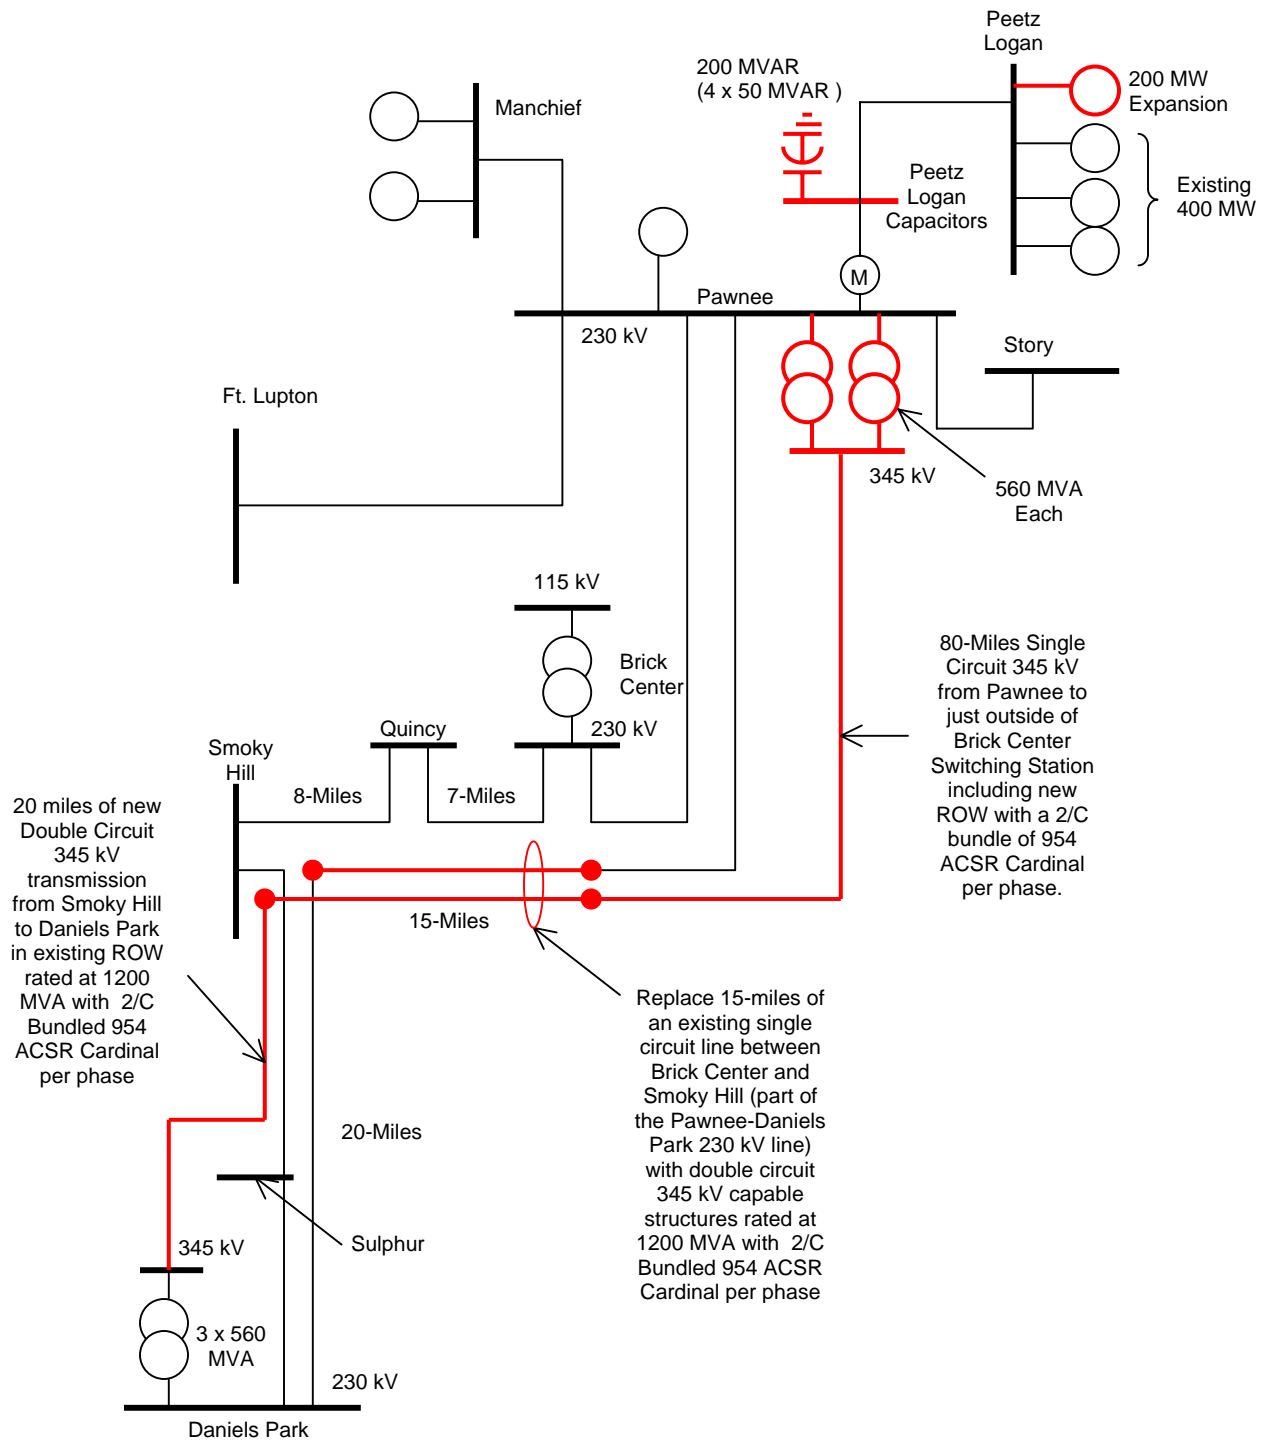 Peetz
Logan
200 MW
Expansion
Existing
400 MW
200 MVAR
(4 x 50 MVAR )
Peetz
Logan
Capacitors
Manchief
M
Pawnee
230 kV
Story
Ft. Lupton
345 kV
560 MVA
Each
115 kV
Brick
Center
230 kV
Quincy
Smoky
Hill
8-Miles
7-Miles
80-Miles Single
Circuit 345 kV
from Pawnee to
just outside of
Brick Center
Switching Station
including new
ROW with a 2/C
bundle of 954
ACSR Cardinal
per phase.
20 miles of new
Double Circuit
345 kV
transmission
from Smoky Hill
to Daniels Park
in existing ROW
rated at 1200
MVA with  2/C
Bundled 954
ACSR Cardinal
per phase
15-Miles
Replace 15-miles of
an existing single
circuit line between
Brick Center and
Smoky Hill (part of
the Pawnee-Daniels
Park 230 kV line)
with double circuit
345 kV capable
structures rated at
1200 MVA with  2/C
Bundled 954 ACSR
Cardinal per phase
20-Miles
Sulphur
345 kV
3 x 560
MVA
230 kV
Daniels Park